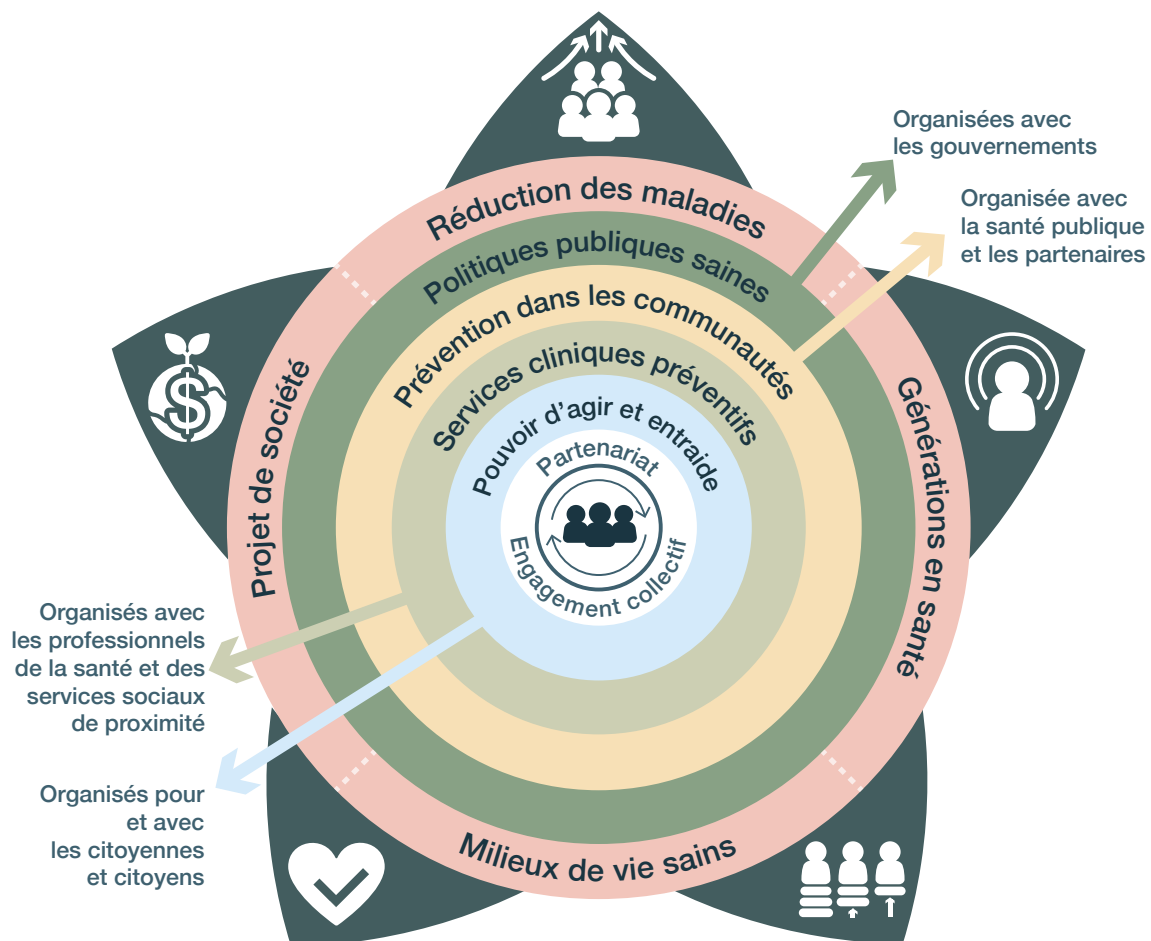 Organisées avec
les gouvernements
Organisée avec
la santé publique
et les partenaires
Réduction des maladies
Politiques publiques saines
Prévention dans les communautés
Services cliniques préventifs
Pouvoir d'agir et entraide
Partenariat
Engagement collectif
Projet de société
Générations en santé
Milieux de vie sains
Organisés avec
les professionnels
de la santé et des
services sociaux
de proximité
Organisés pour
et avec
les citoyennes
et citoyens
$